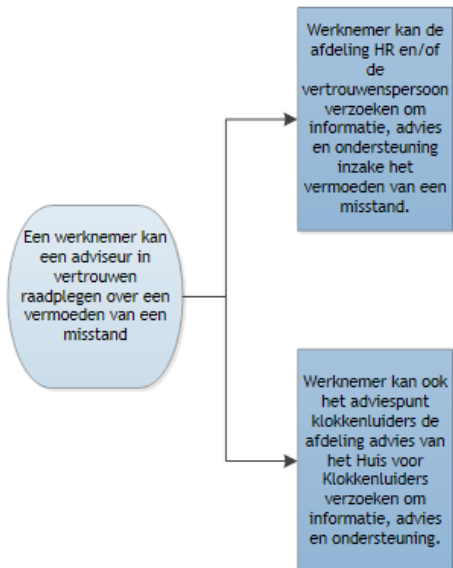 Een werknemer kan
een adviseur in
vertrouwen
raadplegen over een
vermoeden van een
misstand
Werknemer kan de
afdeling HR en/of
de
vertrouwenspersoon
verzoeken om
informatie, advies
en ondersteuning
inzake het
vermoeden van een
misstand.
Werknemer kan ook
het adviespunt
klokkenluiders de
afdeling advies van
het Huis voor
Klokkenluiders
verzoeken om
informatie, advies
en ondersteuning.